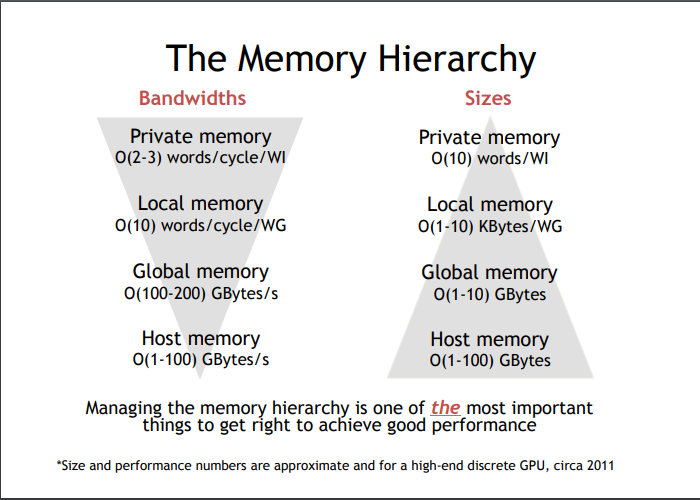 The Memory Hierarchy
Bandwidths
Private memory
O(2-3) words/cycle/WI
Local memory
O(10) words/cycle/WG
Global memory
O(100-200) GBytes/s
Host memory
O(1-100) GBytes/s
Sizes
Private memory
O(10) words/WI
Local memory
O(1-10) KBytes/WG
Global memory
O(1-10) GBytes
Host memory
O(1-100) GBytes
Managing the memory hierarchy is one of the most important
things to get right to achieve good performance
*Size and performance numbers are approximate and for a high-end discrete GPU, circa 2011